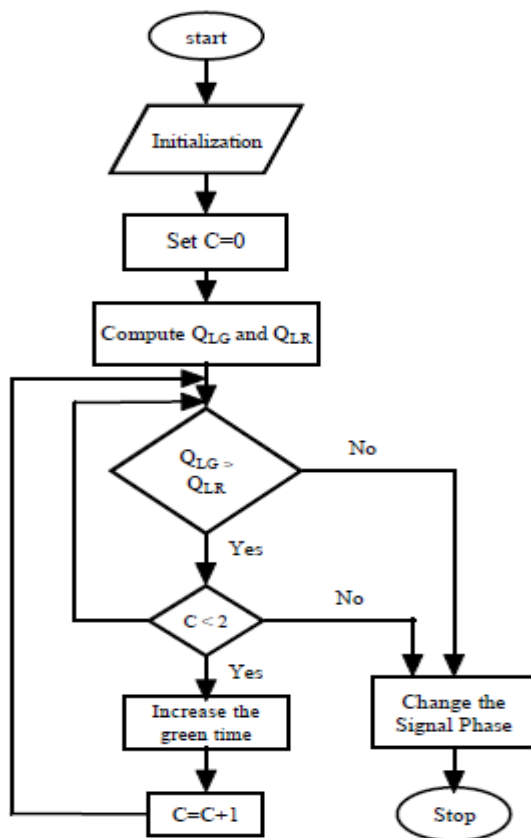 start
Initialization
Set C=0
Compute Q_LG and Q_LR
Q_LG >
Q_LR
No
Yes
C < 2
No
Yes
Increase the
green time
Change the
Signal Phase
C=C+1
Stop